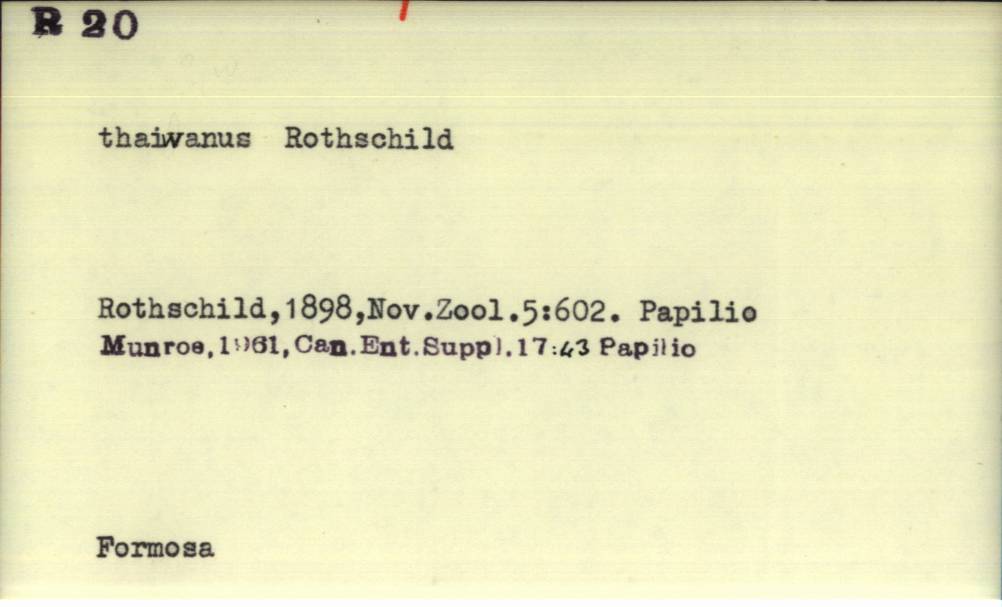 R 20
thaiwanus Rothschild
Rothschild,1898,Nov.Zool.5:602. Papilio
Munroe,1961,Can.Ent.Suppl.17:43 Papilio
Formosa